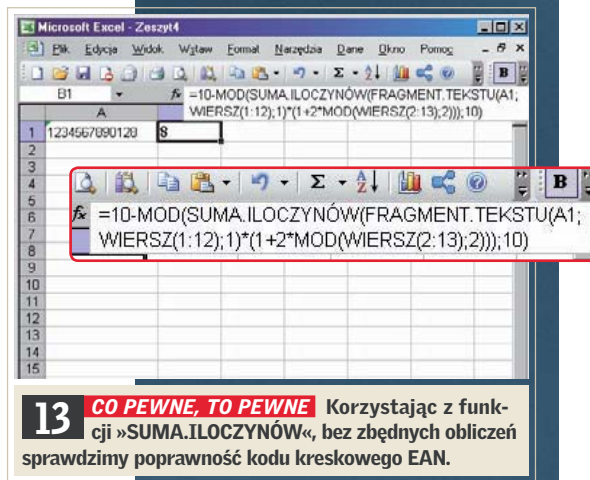 Microsoft Excel - Zeszyt4
Plik Edycja Widok Wstaw Format Narzędzia Dane Okno Pomoc
B1 fx =10-MOD(SUMA.ILOCZYNÓW(FRAGMENT.TEKSTU(A1;
WIERSZ(1:12);1)*(1+2*MOD(WIERSZ(2:13);2)));10)
A
1 1234567890128 8
2
3
4
5
6
7
8
9
10
11
12
13
14
15
Σ B
fx =10-MOD(SUMA.ILOCZYNÓW(FRAGMENT.TEKSTU(A1;
WIERSZ(1:12);1)*(1+2*MOD(WIERSZ(2:13);2)));10)
13 CO PEWNE, TO PEWNE Korzystając z funk-
cji »SUMA.ILOCZYNÓW«, bez zbędnych obliczeń
sprawdzimy poprawność kodu kreskowego EAN.